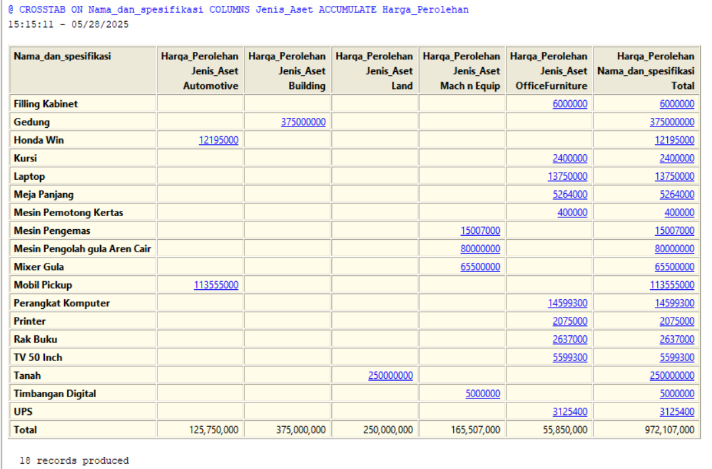 @ CROSSTAB ON Nama_dan_spesifikasi COLUMNS Jenis_Aset ACCUMULATE Harga_Perolehan
15:15:11 - 05/28/2025
Nama_dan_spesifikasi Harga_Perolehan Harga_Perolehan Harga_Perolehan Harga_Perolehan Harga_Perolehan Harga_Perolehan
Jenis_Aset Jenis_Aset Jenis_Aset Jenis_Aset Jenis_Aset Nama_dan_spesifikasi
Automotive Building Land Mach n Equip OfficeFurniture Total
Filling Kabinet 6000000 6000000
Gedung 375000000 375000000
Honda Win 12195000 12195000
Kursi 2400000 2400000
Laptop 13750000 13750000
Meja Panjang 5264000 5264000
Mesin Pemotong Kertas 400000 400000
Mesin Pengemas 15007000 15007000
Mesin Pengolah gula Aren Cair 80000000 80000000
Mixer Gula 65500000 65500000
Mobil Pickup 113555000 113555000
Perangkat Komputer 14599300 14599300
Printer 2075000 2075000
Rak Buku 2637000 2637000
TV 50 Inch 5599300 5599300
Tanah 250000000 250000000
Timbangan Digital 5000000 5000000
UPS 3125400 3125400
Total 125,750,000 375,000,000 250,000,000 165,507,000 55,850,000 972,107,000
18 records produced